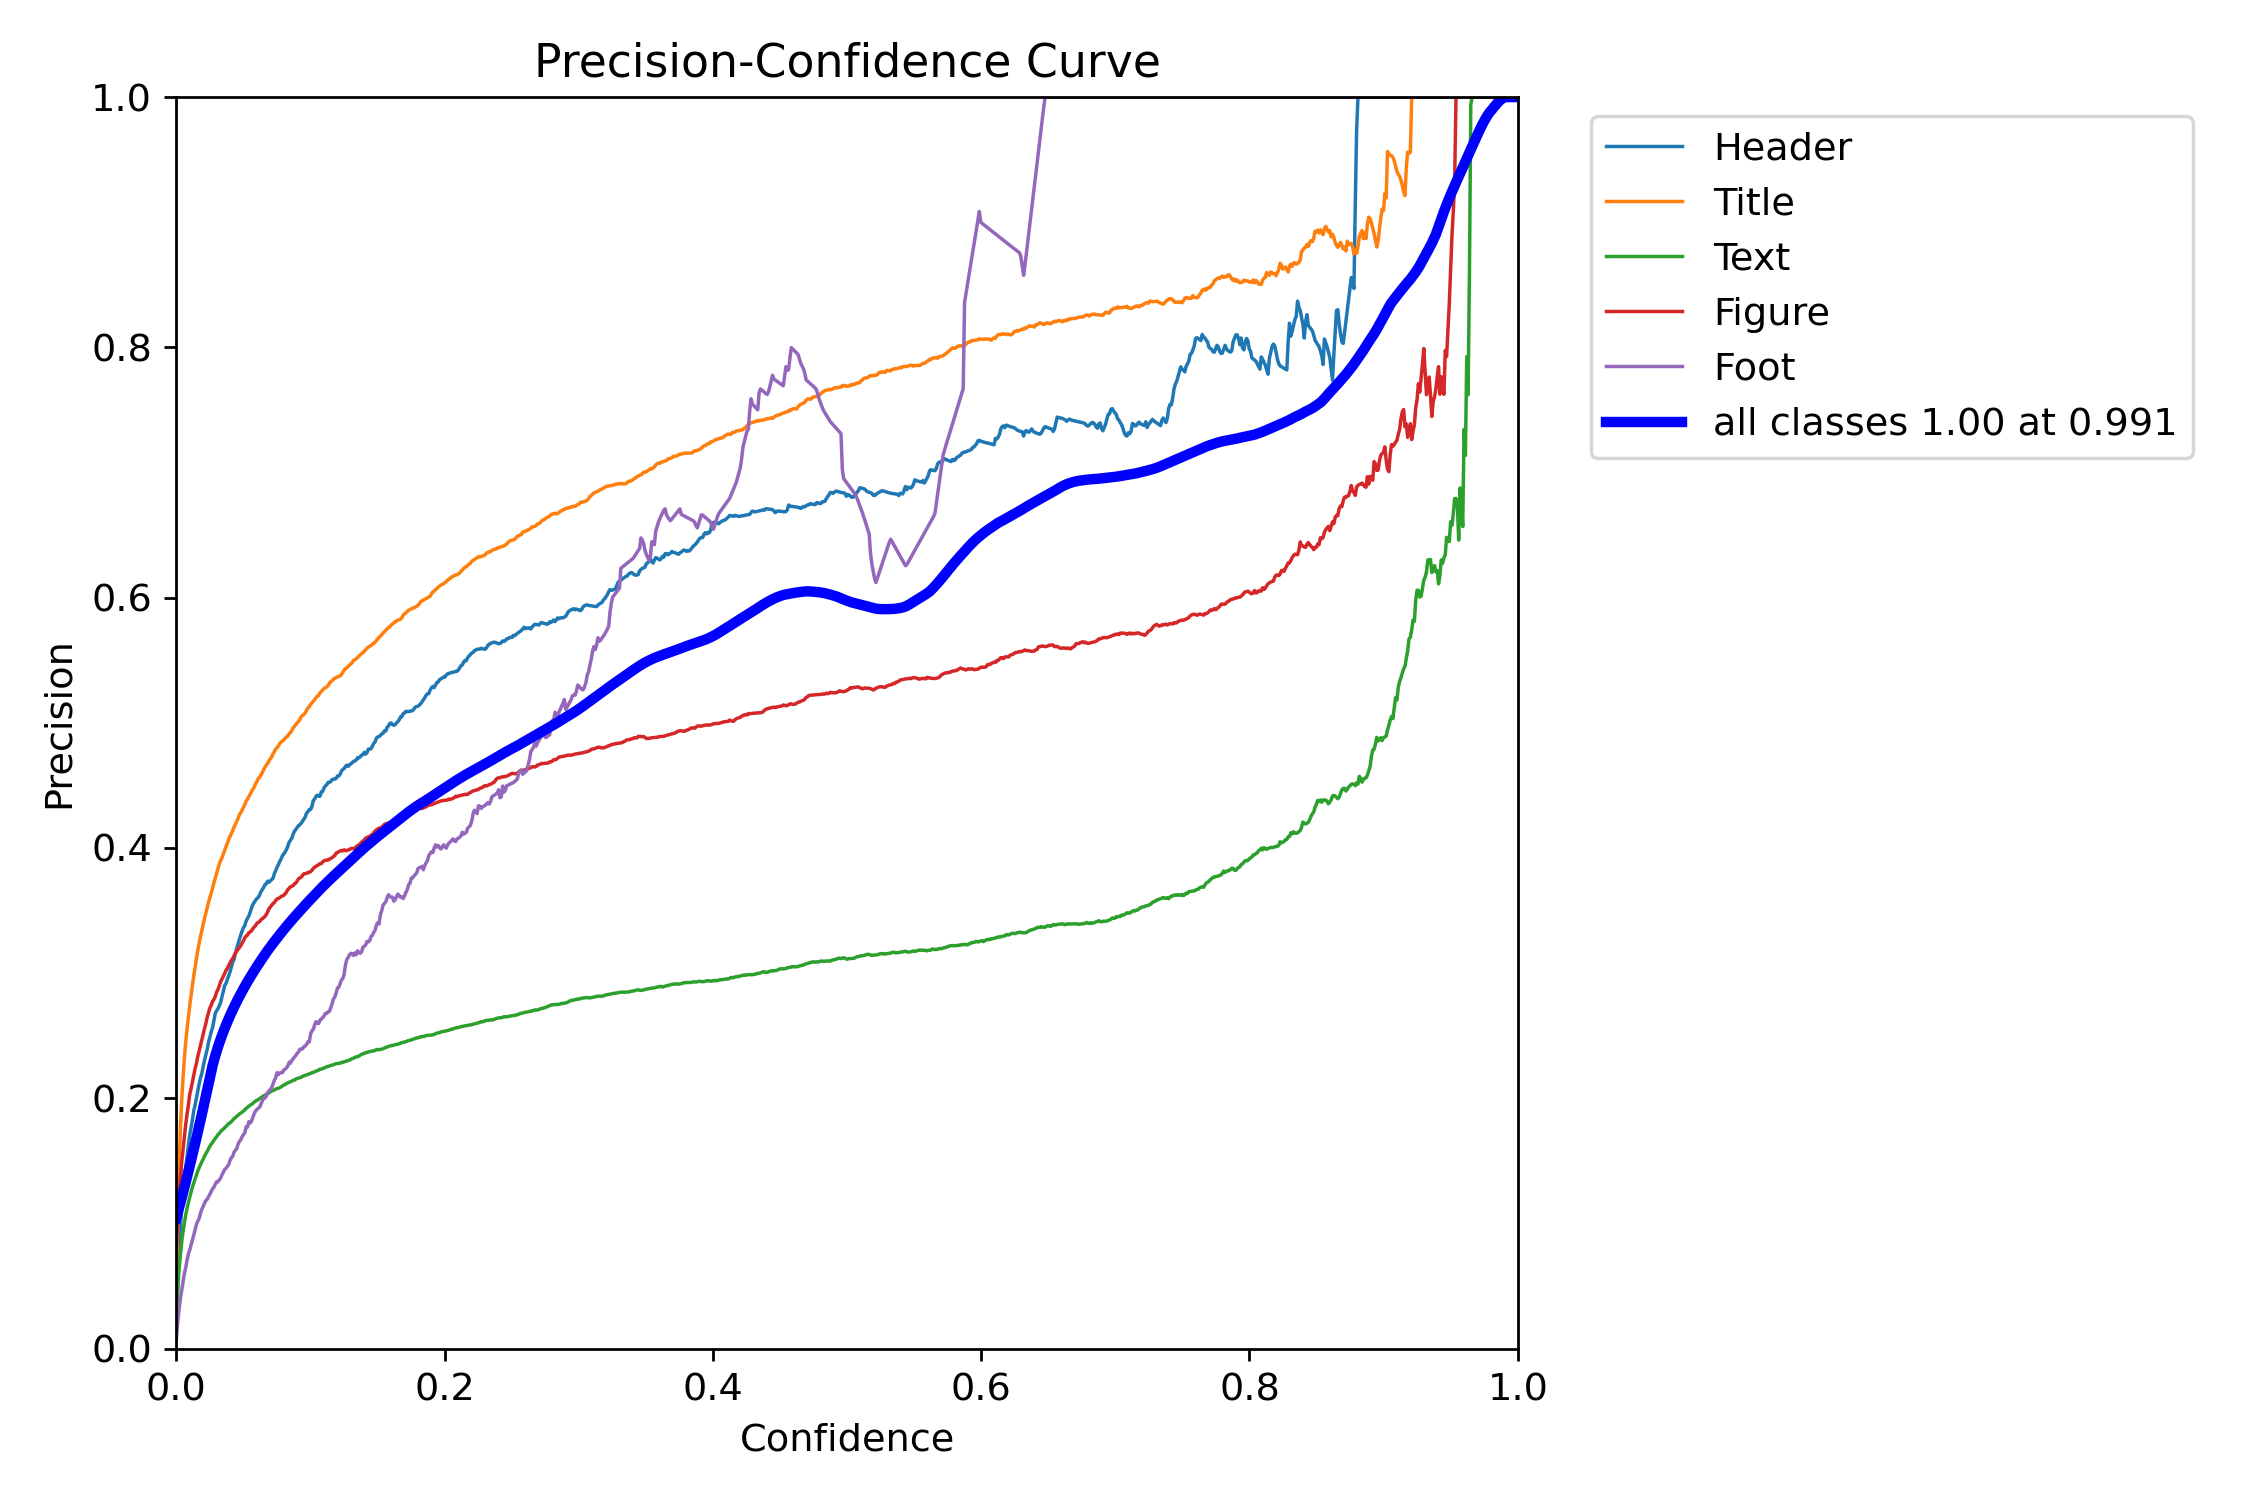 Precision-Confidence Curve
Precision
1.0
0.8
0.6
0.4
0.2
0.0
0.0 0.2 0.4 0.6 0.8 1.0
Confidence
Header
Title
Text
Figure
Foot
all classes 1.00 at 0.991